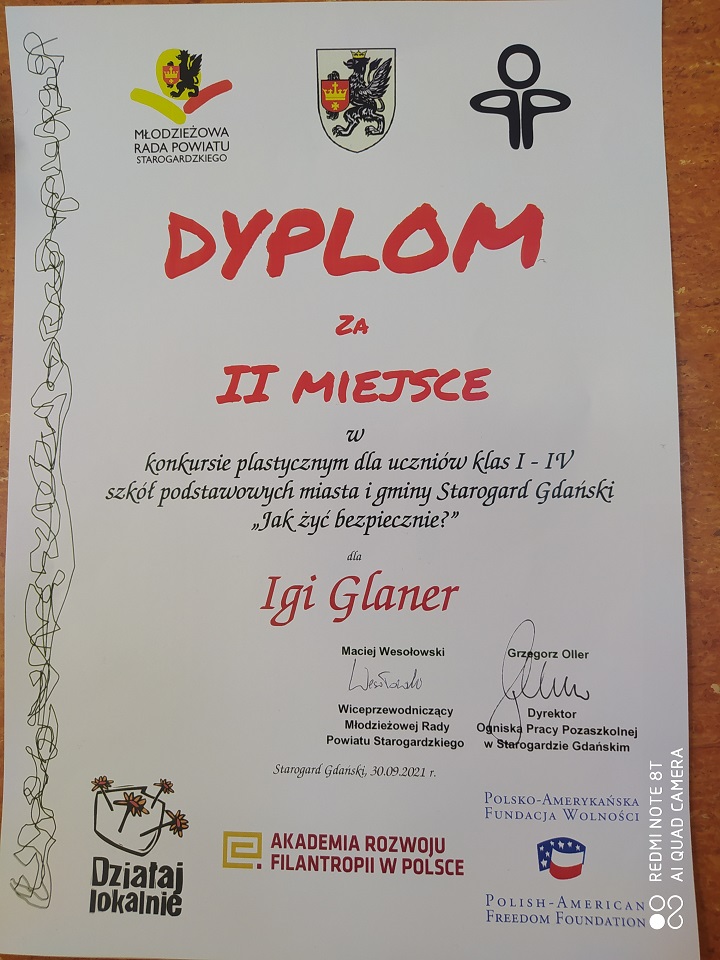 MŁODZIEŻOWA
RADA POWIATU
STAROGARDZKIEGO
DYPLOM
ZA
II MIEJSCE
w
konkursie plastycznym dla uczniów klas I - IV
szkół podstawowych miasta i gminy Starogard Gdański
„Jak żyć bezpiecznie?”
dla
Igi Glaner
Maciej Wesołowski
Wesołowski
Wiceprzewodniczący
Młodzieżowej Rady
Powiatu Starogardzkiego
Grzegorz Oller
Dyrektor
Ogniska Pracy Pozaszkolnej
w Starogardzie Gdańskim
Starogard Gdański, 30.09.2021 r.
Działaj
lokalnie
AKADEMIA ROZWOJU
FILANTROPII W POLSCE
POLSKO-AMERYKAŃSKA
FUNDACJA WOLNOŚCI
POLISH-AMERICAN
FREEDOM FOUNDATION
REDMI NOTE 8T
AI QUAD CAMERA